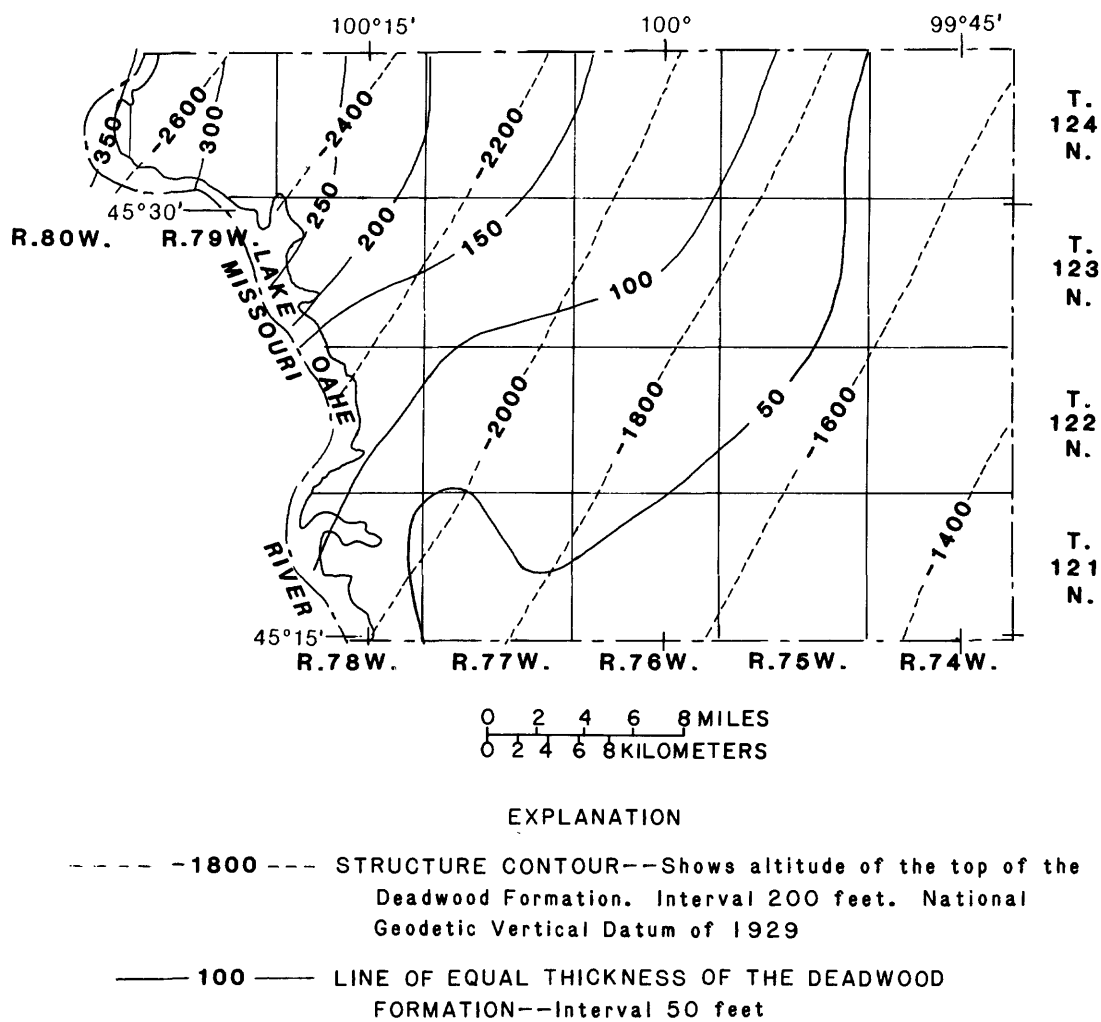 100°15'
100°
99°45'
350
-2600
300
-2400
-2200
T.
124
N.
45°30'
250
200
150
R.80W.
R.79W.
LAKE
OAHE
MISSOURI
RIVER
100
T.
123
N.
-2000
-1800
50
-1600
T.
122
N.
-1400
T.
121
N.
45°15'
R.78W.
R.77W.
R.76W.
R.75W.
R.74W.
0 2 4 6 8 MILES
0 2 4 6 8 KILOMETERS
EXPLANATION
---- -1800 --- STRUCTURE CONTOUR--Shows altitude of the top of the
Deadwood Formation. Interval 200 feet. National
Geodetic Vertical Datum of 1929
—— 100 —— LINE OF EQUAL THICKNESS OF THE DEADWOOD
FORMATION--Interval 50 feet